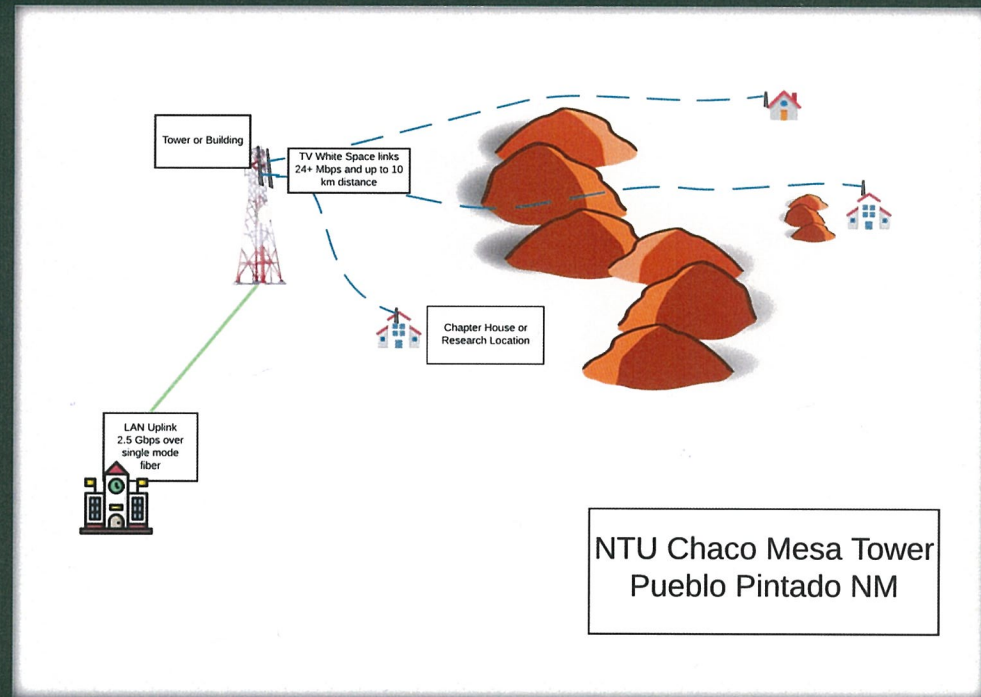 Tower or Building
TV White Space links
24+ Mbps and up to 10
km distance
Chapter House or
Research Location
LAN Uplink
2.5 Gbps over
single mode
fiber
NTU Chaco Mesa Tower
Pueblo Pintado NM